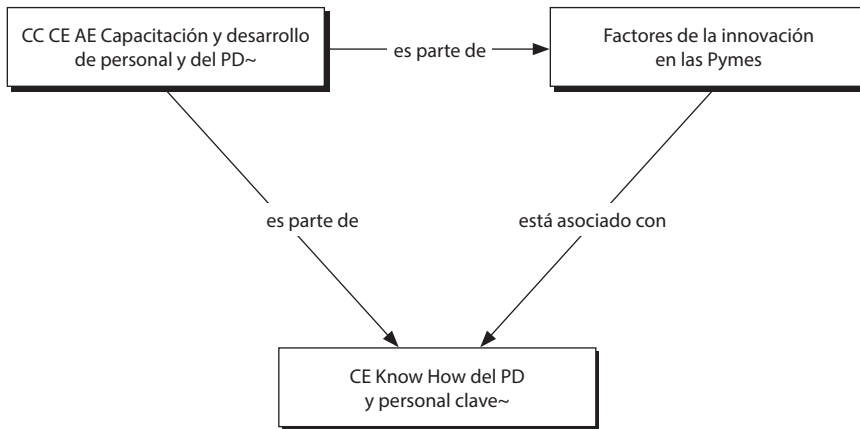 CC CE AE Capacitación y desarrollo
de personal y del PD~
es parte de
Factores de la innovación
en las Pymes
es parte de
está asociado con
CE Know How del PD
y personal clave~